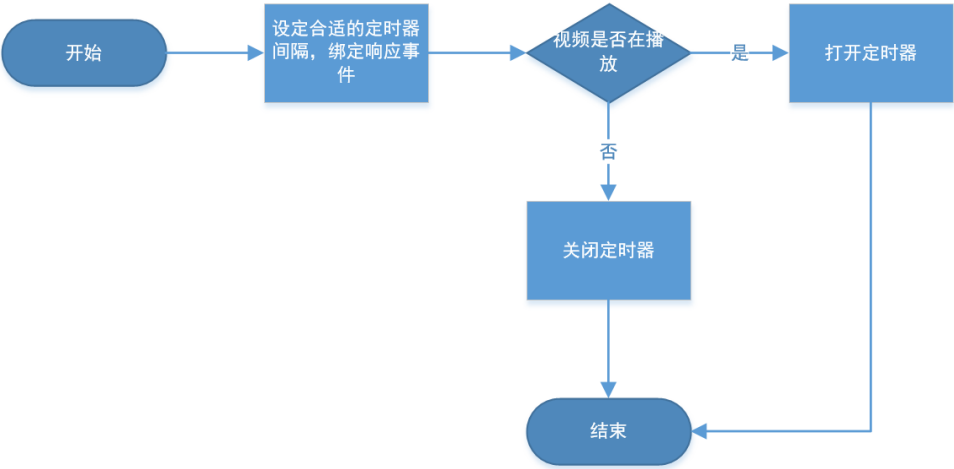 开始
设定合适的定时器
间隔，绑定响应事
件
视频是否在播
放
是
打开定时器
否
关闭定时器
结束